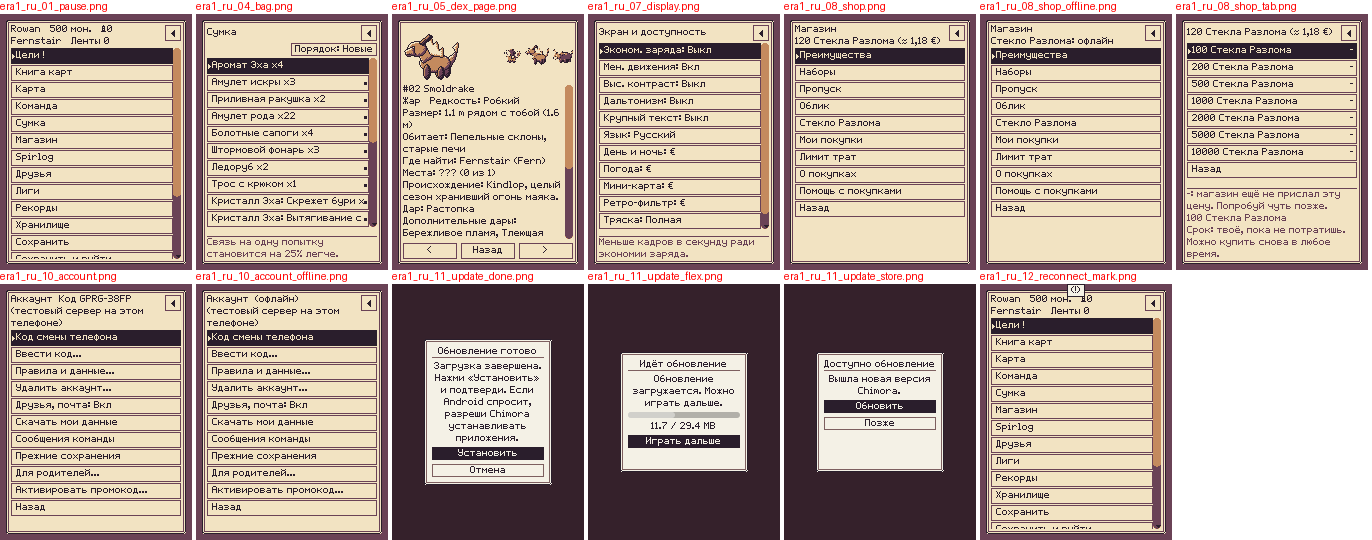 era1_ru_01_pause.png
Rowan 500 мон. 10
Fernstair Ленты 0
Цели!
Книга карт
Карта
Команда
Сумка
Магазин
Spirlog
Друзья
Лиги
Рекорды
Хранилище
Сохранить
Сохранить и выйти
era1_ru_04_bag.png
Сумка
Порядок: Новые
Аромат Эха x4
Амулет искры x3
Приливная ракушка x2
Амулет рода x22
Болотные сапоги x4
Штормовой фонарь x3
Ледоруб x2
Трос с крюком x1
Кристалл Эха: Скрежет бури x
Кристалл Эха: Вытягивание с
Связь на одну попытку
становится на 25% легче.
era1_ru_05_dex_page.png
#02 Smoldrake
Жар Редкость: Робкий
Размер: 1.1 m рядом с тобой (1.6
м)
Обитает: Пепельные склоны,
старые печи
Где найти: Fernstair (Fern)
Места: ??? (0 из 1)
Происхождение: Kindlop, целый
сезон хранивший огонь маяка.
Дар: Растопка
Дополнительные дары:
Бережливое пламя, Тлеющая
<
Назад
>
era1_ru_07_display.png
Экран и доступность
Эконом. заряда: Выкл
Мен. движения: Вкл
Выс. контраст: Выкл
Дальтонизм: Выкл
Крупный текст: Выкл
Язык: Русский
День и ночь: €
Погода: €
Мини-карта: €
Ретро-фильтр: €
Тряска: Полная
Меньше кадров в секунду ради
экономии заряда.
era1_ru_08_shop.png
Магазин
120 Стекла Разлома (≈ 1,18 €)
Преимущества
Наборы
Пропуск
Облик
Стекло Разлома
Мои покупки
Лимит трат
О покупках
Помощь с покупками
Назад
era1_ru_08_shop_offline.png
Магазин
Стекло Разлома: офлайн
Преимущества
Наборы
Пропуск
Облик
Стекло Разлома
Мои покупки
Лимит трат
О покупках
Помощь с покупками
Назад
era1_ru_08_shop_tab.png
120 Стекла Разлома (≈ 1,18 €)
100 Стекла Разлома -
200 Стекла Разлома -
500 Стекла Разлома -
1000 Стекла Разлома -
2000 Стекла Разлома -
5000 Стекла Разлома -
10000 Стекла Разлома -
Назад
-: магазин ещё не прислал эту
цену. Попробуй чуть позже.
100 Стекла Разлома
Срок: твоё, пока не потратишь.
Можно купить снова в любое
время.
era1_ru_10_account.png
Аккаунт Код GPRG-38FP
(тестовый сервер на этом
телефоне)
Код смены телефона
Ввести код...
Правила и данные...
Удалить аккаунт...
Друзья, почта: Вкл
Скачать мои данные
Сообщения команды
Прежние сохранения
Для родителей...
Активировать промокод...
Назад
era1_ru_10_account_offline.png
Аккаунт (офлайн)
(тестовый сервер на этом
телефоне)
Код смены телефона
Ввести код...
Правила и данные...
Удалить аккаунт...
Друзья, почта: Вкл
Скачать мои данные
Сообщения команды
Прежние сохранения
Для родителей...
Активировать промокод...
Назад
era1_ru_11_update_done.png
Обновление готово
Загрузка завершена.
Нажми «Установить»
и подтверди. Если
Android спросит,
разреши Chimora
устанавливать
приложения.
Установить
Отмена
era1_ru_11_update_flex.png
Идёт обновление
Обновление
загружается. Можно
играть дальше.
11.7 / 29.4 MB
Играть дальше
era1_ru_11_update_store.png
Доступно обновление
Вышла новая версия
Chimora.
Обновить
Позже
era1_ru_12_reconnect_mark.png
(!)
Rowan 500 мон. 10
Fernstair Ленты 0
Цели!
Книга карт
Карта
Команда
Сумка
Магазин
Spirlog
Друзья
Лиги
Рекорды
Хранилище
Сохранить
Сохранить и выйти